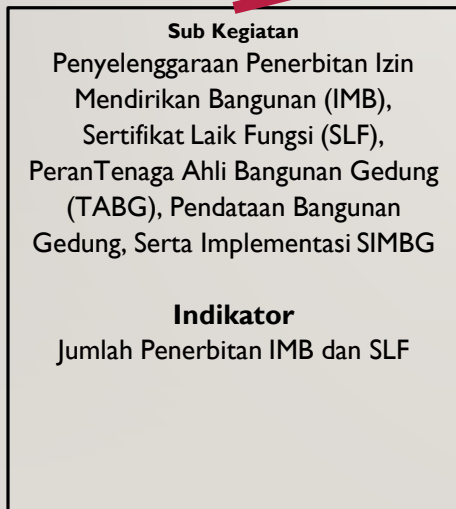 Sub Kegiatan
Penyelenggaraan Penerbitan Izin
Mendirikan Bangunan (IMB),
Sertifikat Laik Fungsi (SLF),
PeranTenaga Ahli Bangunan Gedung
(TABG), Pendataan Bangunan
Gedung, Serta Implementasi SIMBG
Indikator
Jumlah Penerbitan IMB dan SLF